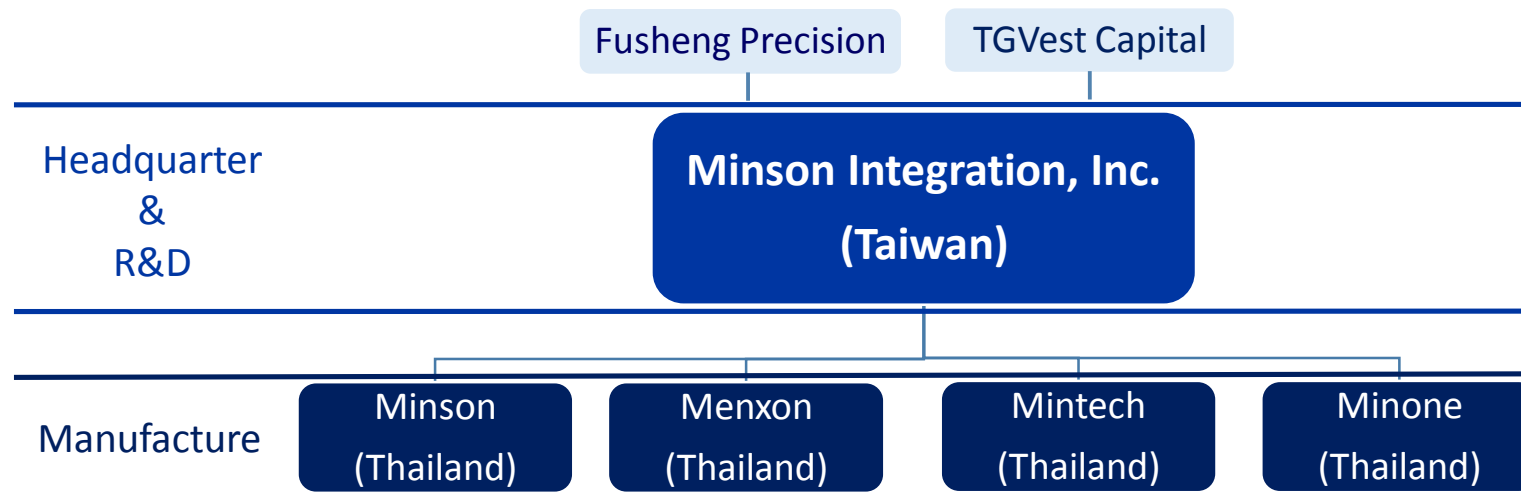 Fusheng Precision
TGVest Capital
Headquarter
&
R&D
Minson Integration, Inc.
(Taiwan)
Manufacture
Minson
(Thailand)
Menxon
(Thailand)
Mintech
(Thailand)
Minone
(Thailand)